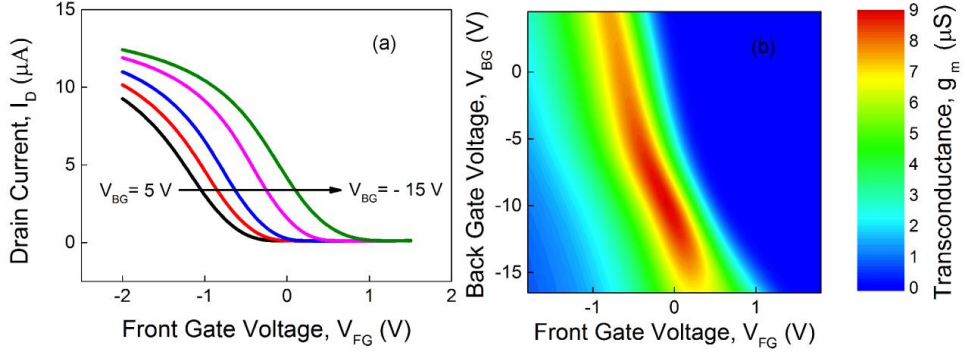 15
10
5
0
-2
-1
0
1
2
Drain Current, I_D (μA)
(a)
V_BG= 5 V
V_BG= - 15 V
Front Gate Voltage, V_FG (V)
0
-5
-10
-15
-1
0
1
Back Gate Voltage, V_BG (V)
(b)
Front Gate Voltage, V_FG (V)
9
8
7
6
5
4
3
2
1
0
Transconductance, g_m (μS)